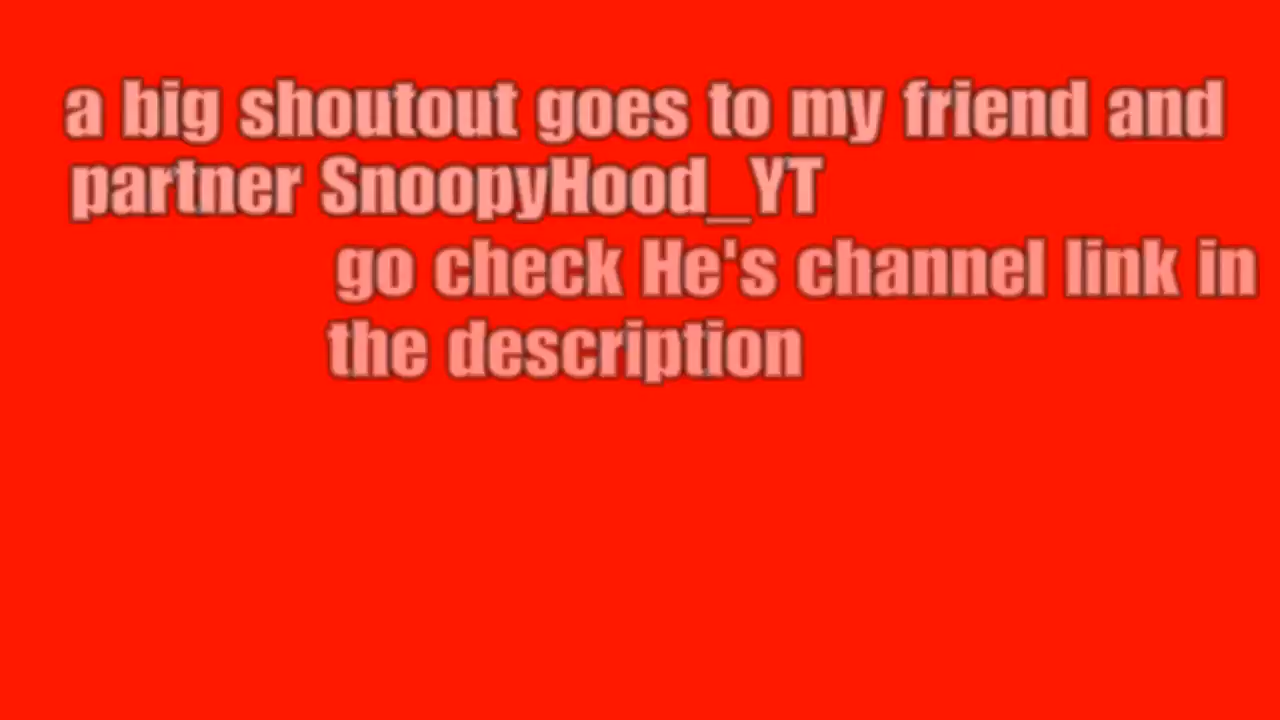 a big shoutout goes to my friend and
partner SnoopyHood_YT
go check He's channel link in
the description